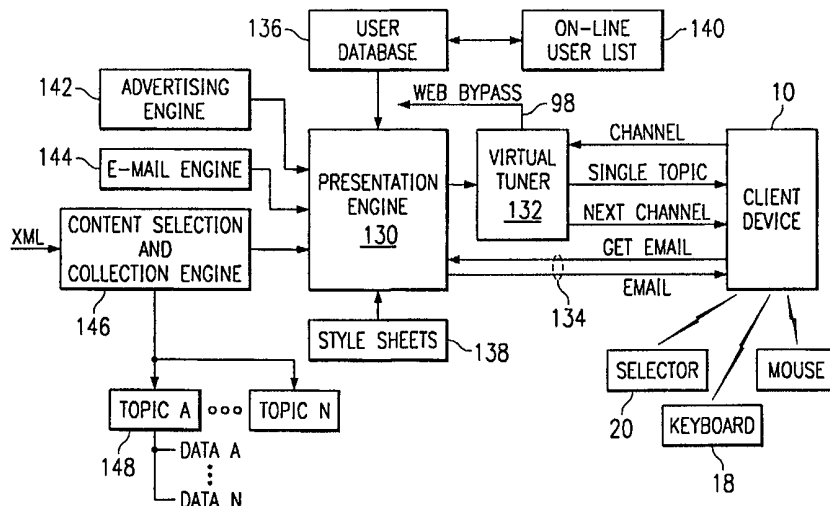 136
USER
DATABASE
ON-LINE
USER LIST
140
142
ADVERTISING
ENGINE
WEB BYPASS
98
10
144
E-MAIL ENGINE
PRESENTATION
ENGINE
130
VIRTUAL
TUNER
132
CHANNEL
SINGLE TOPIC
NEXT CHANNEL
CLIENT
DEVICE
XML
CONTENT SELECTION
AND
COLLECTION ENGINE
146
GET EMAIL
EMAIL
134
STYLE SHEETS
138
SELECTOR
20
MOUSE
KEYBOARD
18
TOPIC A
TOPIC N
148
DATA A
DATA N